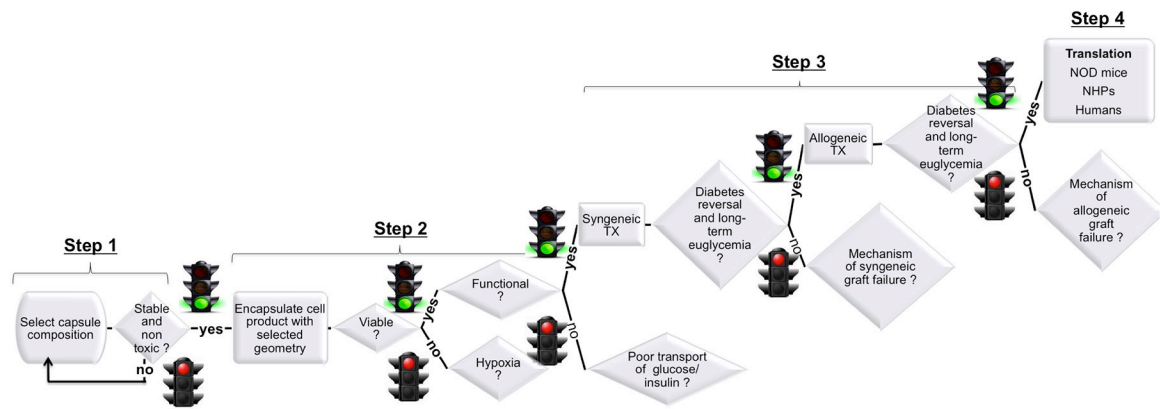 Step 1
Select capsule
composition
Stable
and
non
toxic ?
no
yes
Step 2
Encapsulate cell
product with
selected
geometry
Viable
?
yes
no
Functional
?
Hypoxia
?
yes
no
Poor transport
of glucose/
insulin ?
Step 3
Syngeneic
TX
Diabetes
reversal
and long-
term
euglycemia
?
yes
no
Mechanism
of syngeneic
graft failure ?
Allogeneic
TX
Diabetes
reversal
and long-
term
euglycemia
?
yes
no
Mechanism
of
allogeneic
graft
failure ?
Step 4
Translation
NOD mice
NHPs
Humans